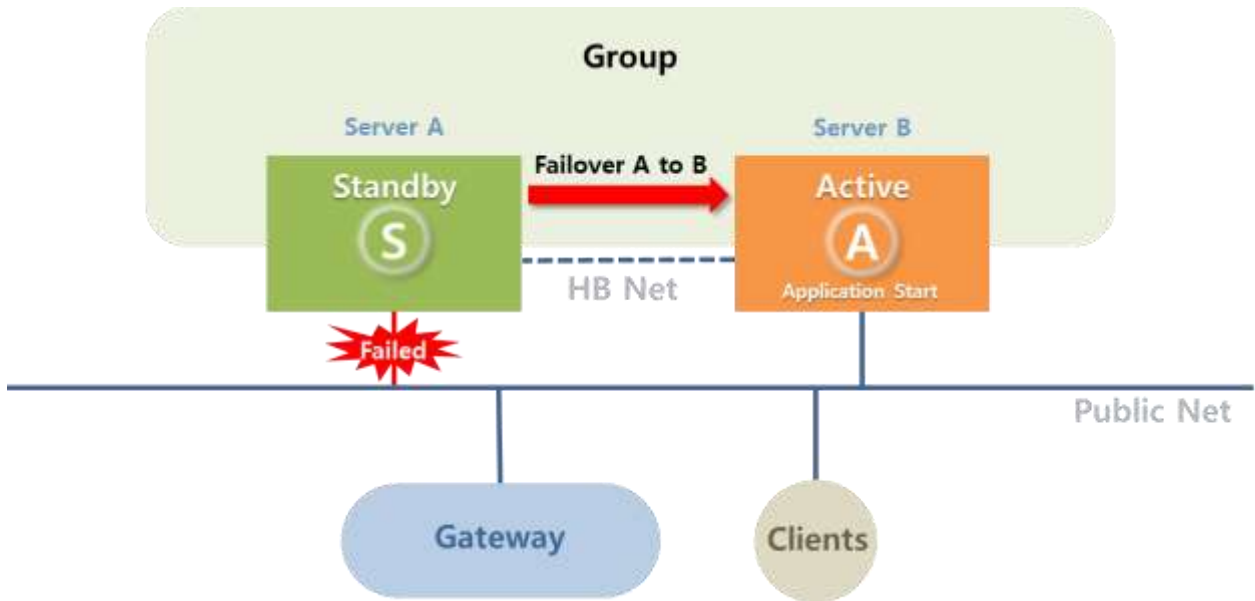 Group
Server A
Server B
Failover A to B
Standby
S
Active
A
Application Start
HB Net
Failed
Public Net
Gateway
Clients